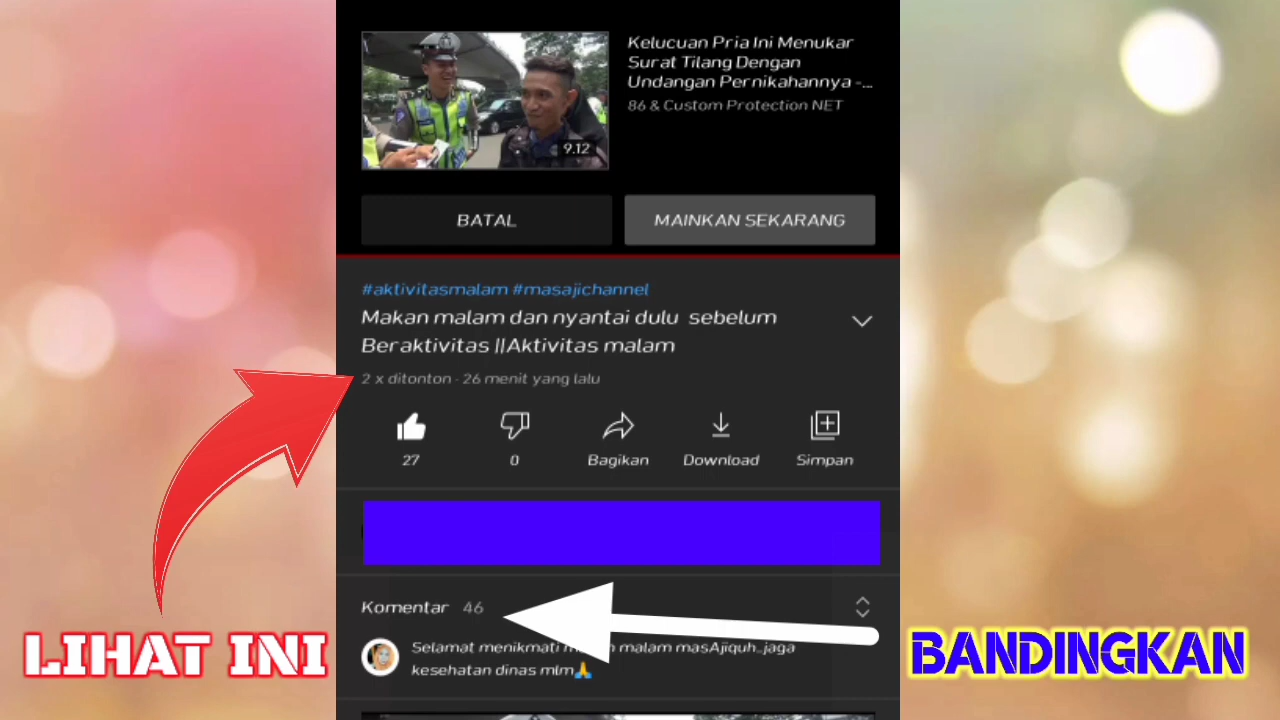 Kelucuan Pria Ini Menukar
Surat Tilang Dengan
Undangan Pernikahannya -...
86 & Custom Protection NET
9.12
BATAL
MAINKAN SEKARANG
#aktivitasmalam #masajichannel
Makan malam dan nyantai dulu sebelum
Beraktivitas ||Aktivitas malam
2 x ditonton · 26 menit yang lalu
27
0
Bagikan
Download
Simpan
Komentar 46
Selamat menikmati malam masAjiquh..jaga
kesehatan dinas mlm🙏
LIHAT INI
BANDINGKAN